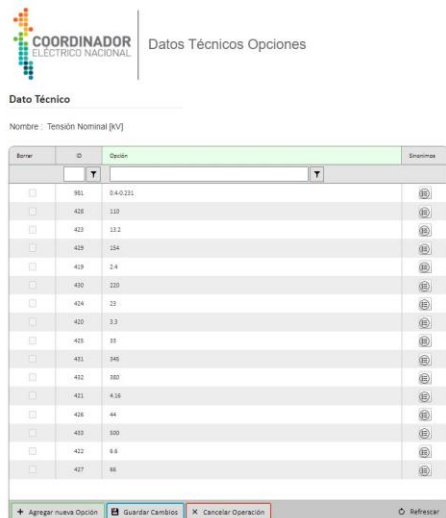 COORDINADOR
ELÉCTRICO NACIONAL
Datos Técnicos Opciones
Dato Técnico
Nombre : Tensión Nominal [kV]
Borrar ID Opción Sinonimos
981 0.4-0.231
428 110
423 13.2
429 154
419 2.4
430 220
424 23
420 3.3
425 33
431 345
432 380
421 4.16
426 44
433 500
422 6.6
427 66
+ Agregar nueva Opción Guardar Cambios X Cancelar Operación Refrescar